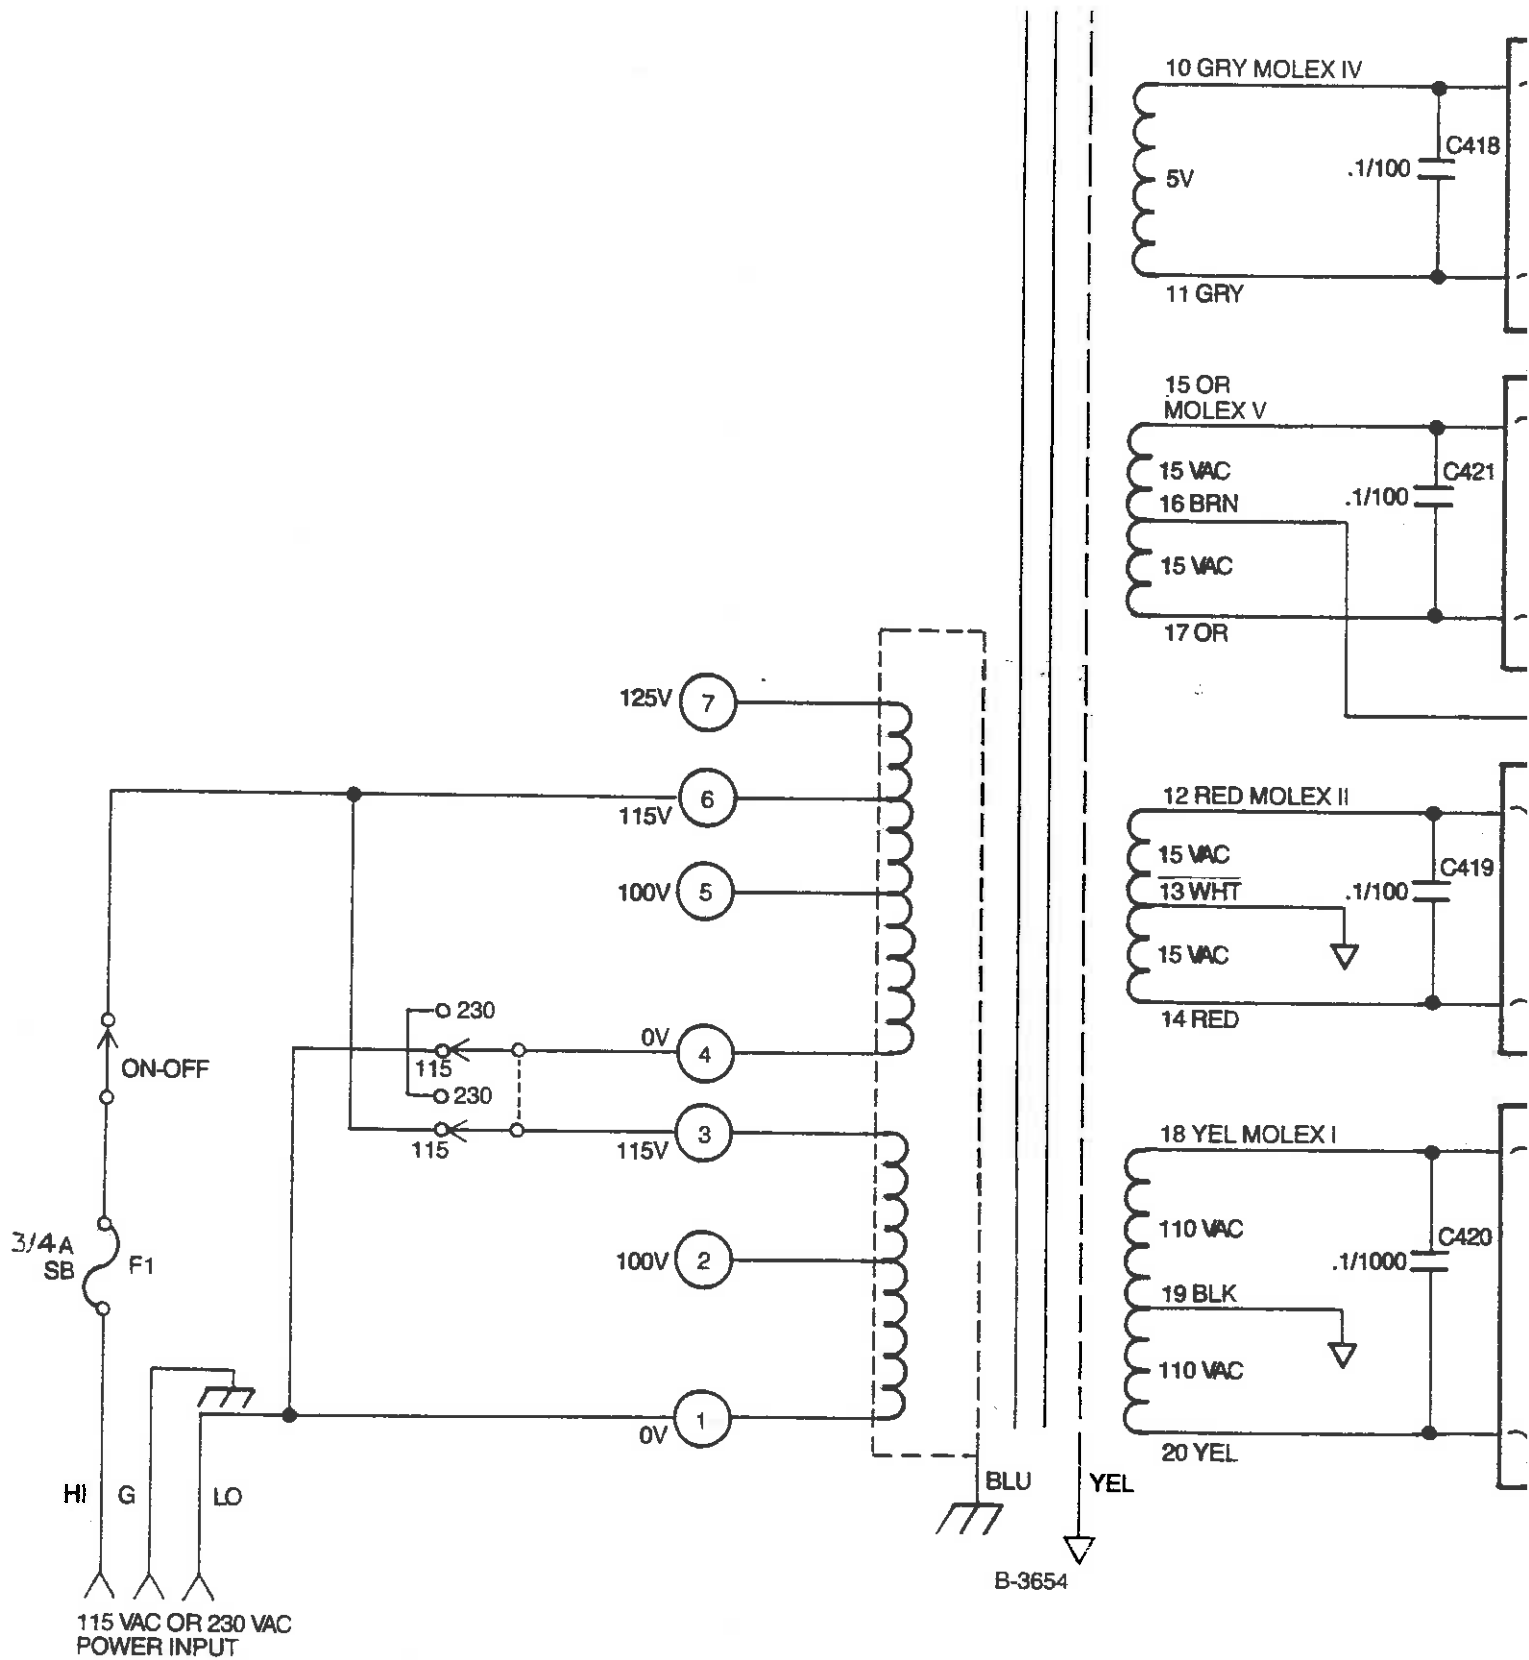 10 GRY MOLEX IV
C418
.1/100
5V
11 GRY
15 OR
MOLEX V
15 VAC
C421
.1/100
16 BRN
15 VAC
17 OR
125V
7
6
115V
100V
5
12 RED MOLEX II
15 VAC
C419
13 WHT
.1/100
15 VAC
14 RED
230
0V
4
115
ON-OFF
230
3
115
115V
18 YEL MOLEX I
110 VAC
C420
3/4A
SB
F1
100V
2
.1/1000
19 BLK
110 VAC
1
0V
20 YEL
HI
G
LO
BLU
YEL
B-3654
115 VAC OR 230 VAC
POWER INPUT